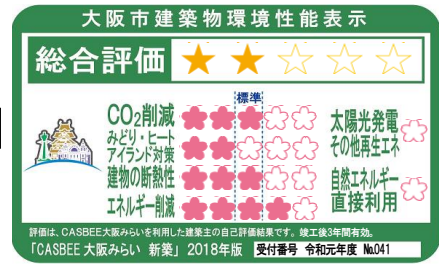 大阪市建築物環境性能表示
総合評価
標準
CO2削減
みどり・ヒート
アイランド対策
建物の断熱性
エネルギー削減
太陽光発電
その他再生エネ
自然エネルギー
直接利用
評価は、CASBEE大阪みらいを利用した建築主の自己評価結果です。竣工後3年間有効。
「CASBEE大阪みらい 新築」2018年版 受付番号 令和元年度 №041